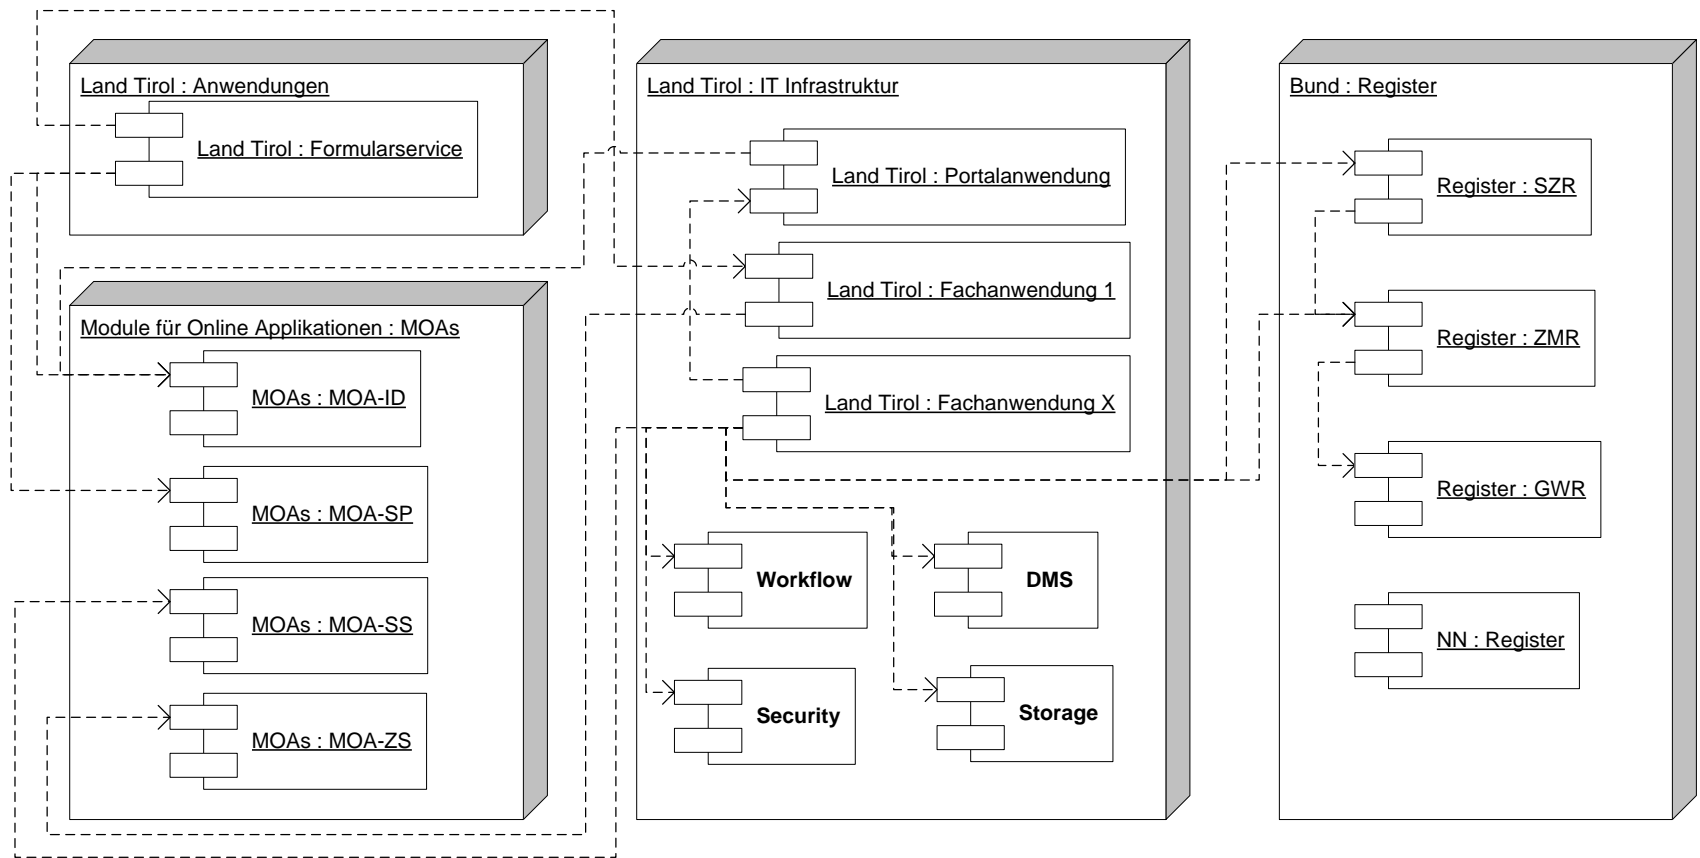 Land Tirol : Anwendungen
Land Tirol : Formularservice
Module für Online Applikationen : MOAs
MOAs : MOA-ID
MOAs : MOA-SP
MOAs : MOA-SS
MOAs : MOA-ZS
Land Tirol : IT Infrastruktur
Land Tirol : Portalanwendung
Land Tirol : Fachanwendung 1
Land Tirol : Fachanwendung X
Workflow
DMS
Security
Storage
Bund : Register
Register : SZR
Register : ZMR
Register : GWR
NN : Register